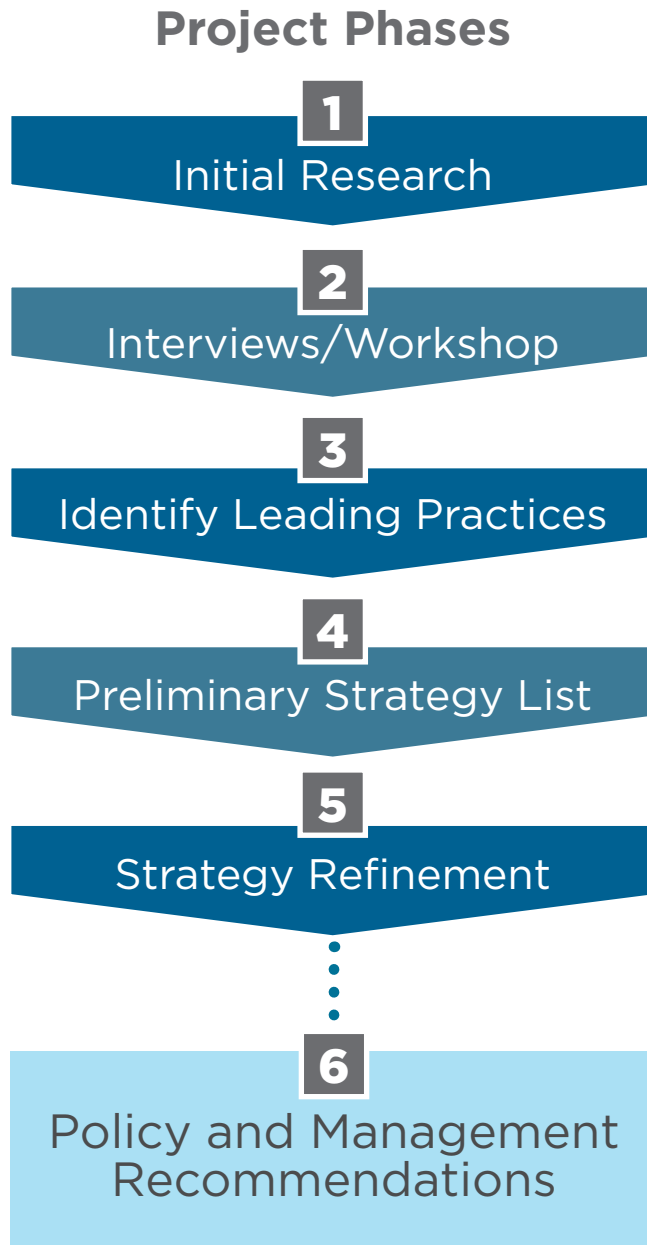 Project Phases
1
Initial Research
2
Interviews/Workshop
3
Identify Leading Practices
4
Preliminary Strategy List
5
Strategy Refinement
6
Policy and Management
Recommendations